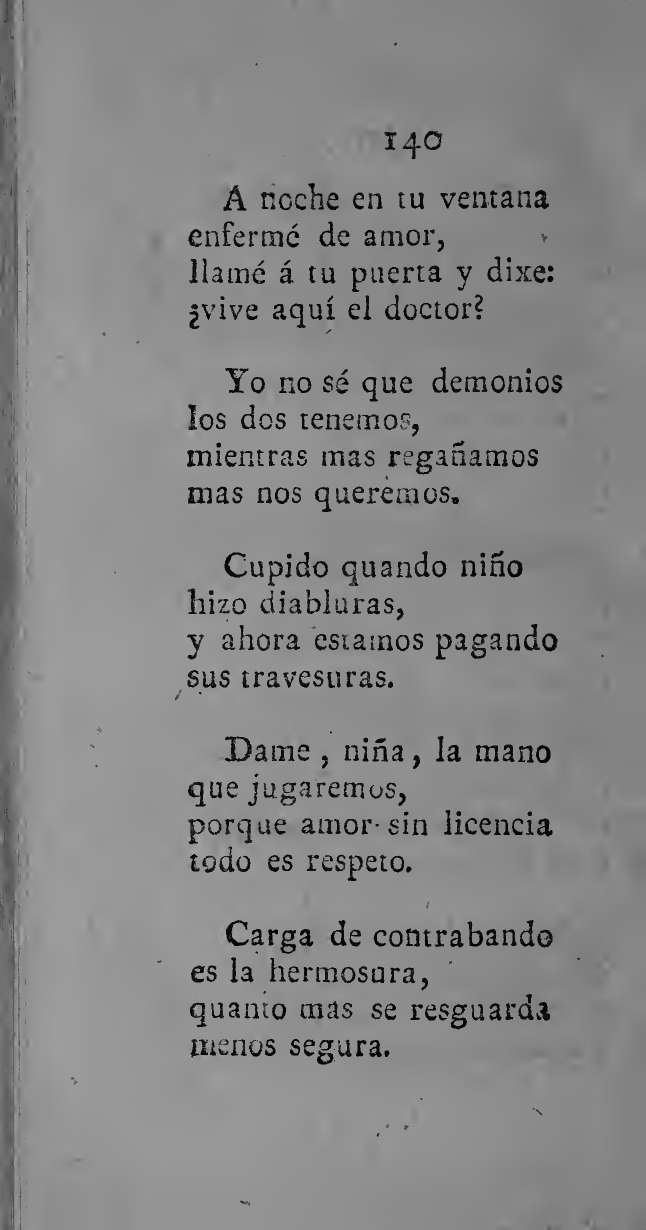 140
A noche en tu ventana
enfermé de amor,
llamé á tu puerta y dixe:
¿vive aquí el doctor?
Yo no sé que demonios
los dos tenemos,
mientras mas regañamos
mas nos querémos.
Cupido quando niño
hizo diabluras,
y ahora estamos pagando
sus travesuras.
Dame, niña, la mano
que jugaremos,
porque amor sin licencia
todo es respeto.
Carga de contrabando
es la hermosura,
quanto mas se resguarda
menos segura.